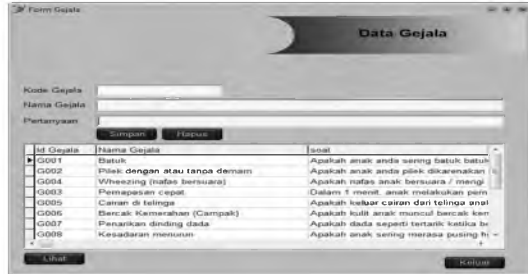 Form Gejala
Data Gejala
Kode Gejala
Nama Gejala
Pertanyaan
Simpan Hapus
Id Gejala Nama Gejala soal
G001 Batuk Apakah anak anda sering batuk batuk
G002 Pilek dengan atau tanpa demam Apakah anak anda pilek dikarenakan
G004 Wheezing (nafas bersuara) Apakah nafas anak bersuara / mengi
G003 Pernapasan cepat Dalam 1 menit, anak melakukan pern
G005 Cairan di telinga Apakah keluar cairan dari telinga anak
G006 Bercak Kemerahan (Campak) Apakah kulit anak muncul bercak kem
G007 Penarikan dinding dada Apakah dada seperti tertarik ketika be
G008 Kesadaran menurun Apakah anak sering merasa pusing hi
Lihat Keluar